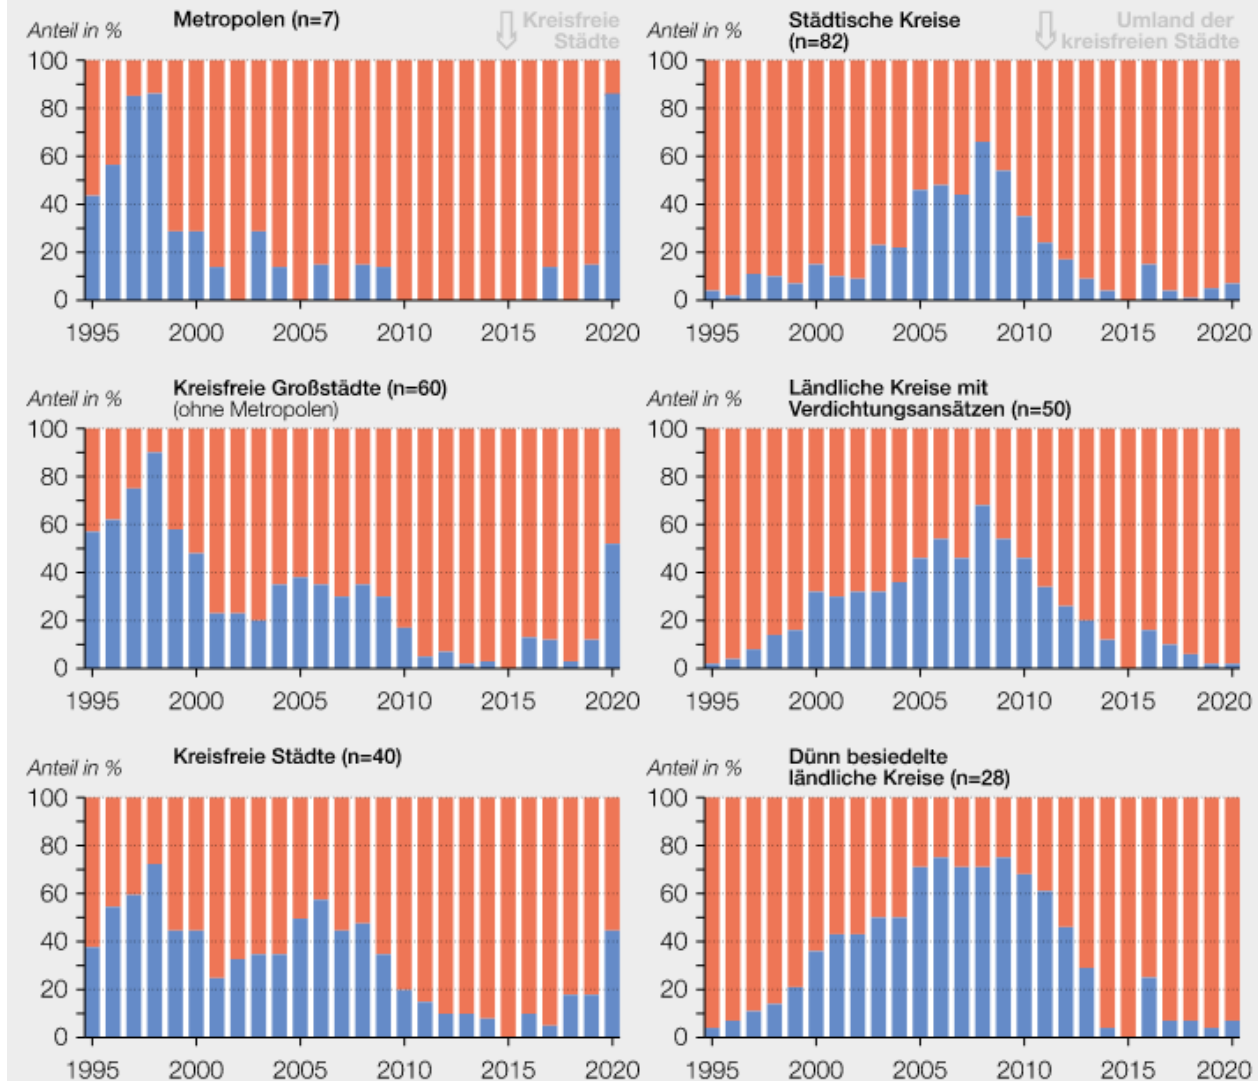 Anteil in %
Metropolen (n=7)
Kreisfreie
Städte
100
80
60
40
20
0
1995 2000 2005 2010 2015 2020
Anteil in %
Städtische Kreise
(n=82)
Umland der
kreisfreien Städte
100
80
60
40
20
0
1995 2000 2005 2010 2015 2020
Anteil in %
Kreisfreie Großstädte (n=60)
(ohne Metropolen)
100
80
60
40
20
0
1995 2000 2005 2010 2015 2020
Anteil in %
Ländliche Kreise mit
Verdichtungsansätzen (n=50)
100
80
60
40
20
0
1995 2000 2005 2010 2015 2020
Anteil in %
Kreisfreie Städte (n=40)
100
80
60
40
20
0
1995 2000 2005 2010 2015 2020
Anteil in %
Dünn besiedelte
ländliche Kreise (n=28)
100
80
60
40
20
0
1995 2000 2005 2010 2015 2020